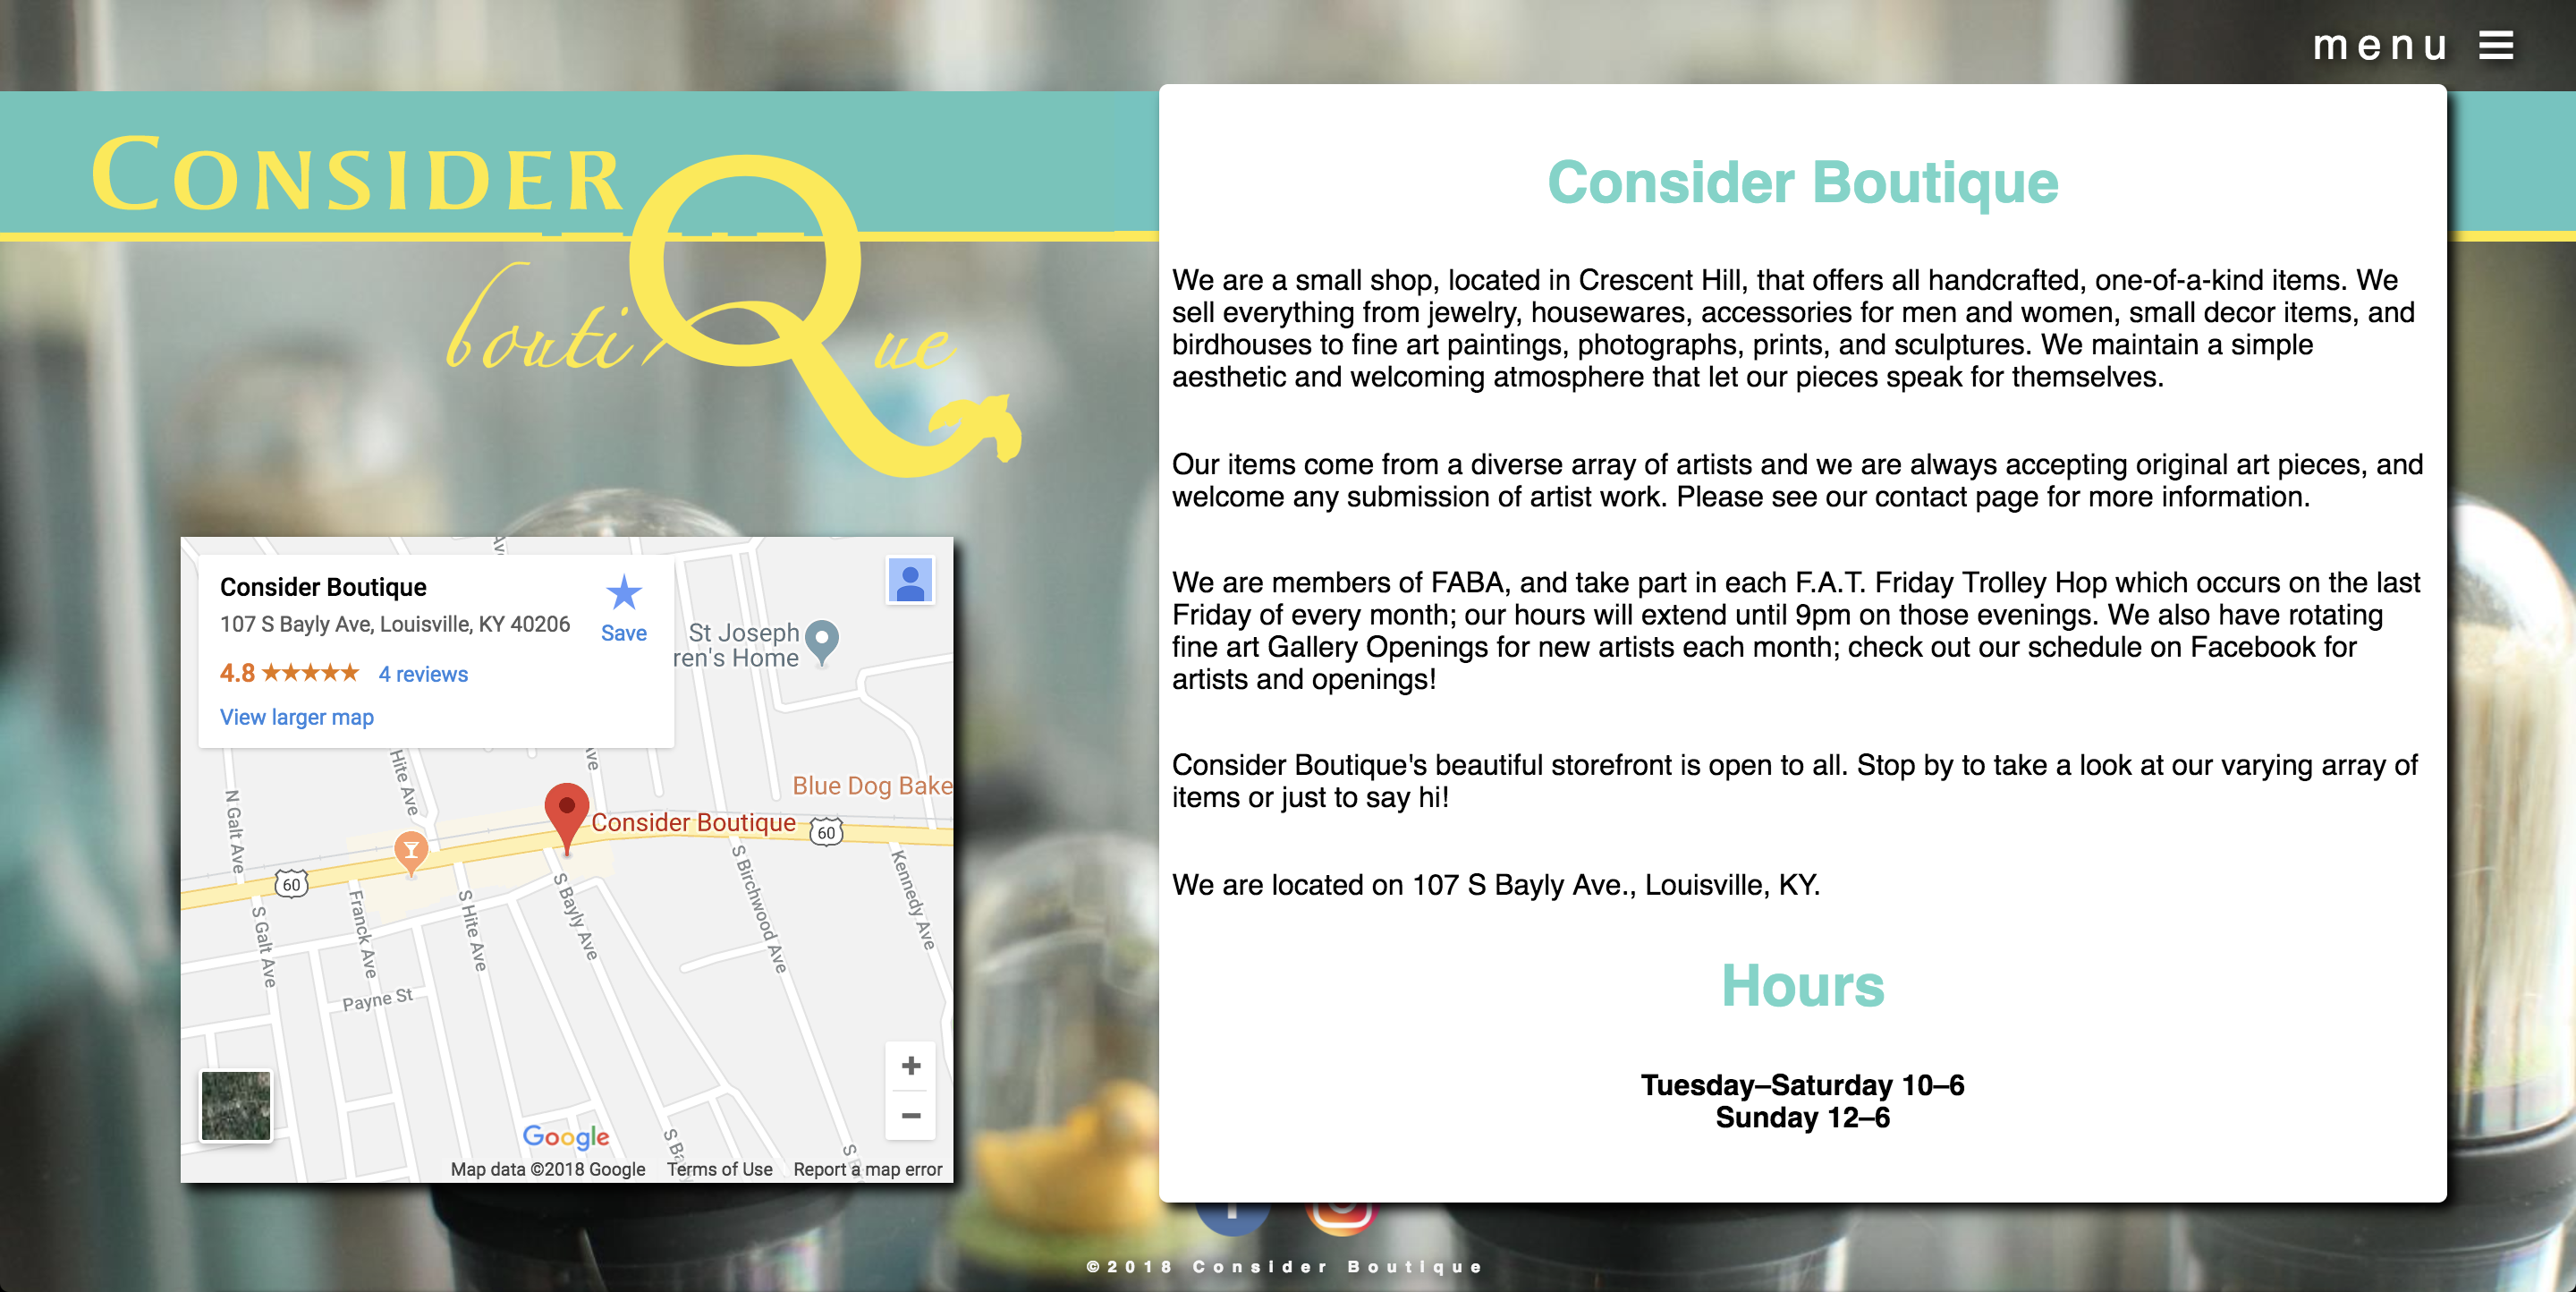 menu
CONSIDER
boutiQue
Consider Boutique
We are a small shop, located in Crescent Hill, that offers all handcrafted, one-of-a-kind items. We
sell everything from jewelry, housewares, accessories for men and women, small decor items, and
birdhouses to fine art paintings, photographs, prints, and sculptures. We maintain a simple
aesthetic and welcoming atmosphere that let our pieces speak for themselves.
Our items come from a diverse array of artists and we are always accepting original art pieces, and
welcome any submission of artist work. Please see our contact page for more information.
We are members of FABA, and take part in each F.A.T. Friday Trolley Hop which occurs on the last
Friday of every month; our hours will extend until 9pm on those evenings. We also have rotating
fine art Gallery Openings for new artists each month; check out our schedule on Facebook for
artists and openings!
Consider Boutique's beautiful storefront is open to all. Stop by to take a look at our varying array of
items or just to say hi!
We are located on 107 S Bayly Ave., Louisville, KY.
Hours
Tuesday–Saturday 10–6
Sunday 12–6
Consider Boutique
107 S Bayly Ave, Louisville, KY 40206
Save
4.8
4 reviews
View larger map
St Joseph
ren's Home
Ave
Ave
Hite Ave
N Galt Ave
Blue Dog Bake
Consider Boutique
60
60
S Galt Ave
Franck Ave
S Hite Ave
S Bayly Ave
S Birchwood Ave
Kennedy Ave
Payne St
S Ba
S
Google
Map data ©2018 Google
Terms of Use
Report a map error
©2018 Consider Boutique